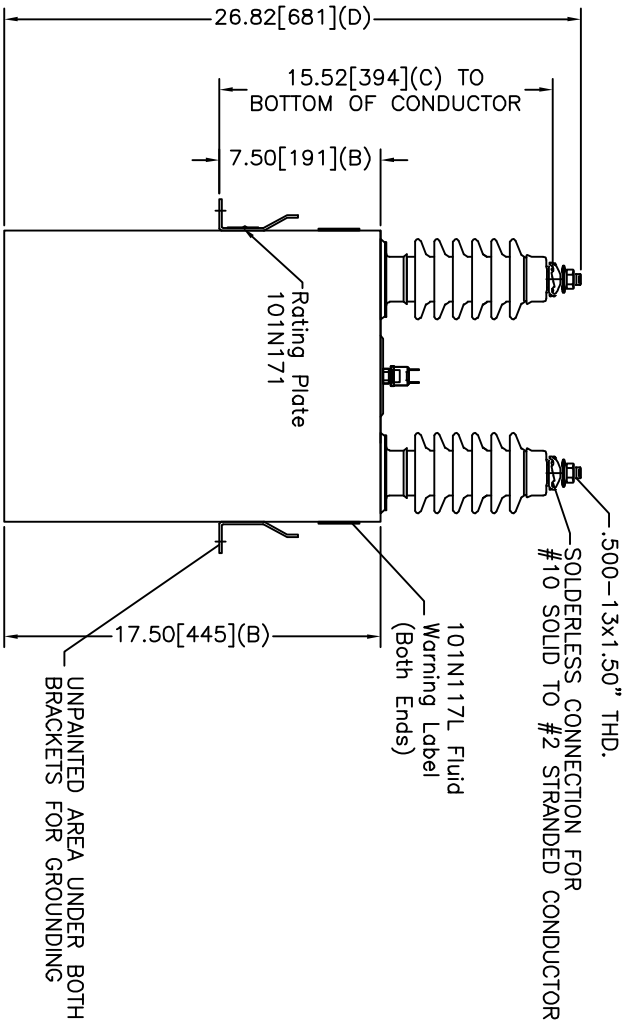 26.82[681](D)
15.52[394](C) TO
BOTTOM OF CONDUCTOR
7.50[191](B)
Rating Plate
101N171
.500-13x1.50" THD.
SOLDERLESS CONNECTION FOR
#10 SOLID TO #2 STRANDED CONDUCTOR
101N117L Fluid
Warning Label
(Both Ends)
17.50[445](B)
UNPAINTED AREA UNDER BOTH
BRACKETS FOR GROUNDING